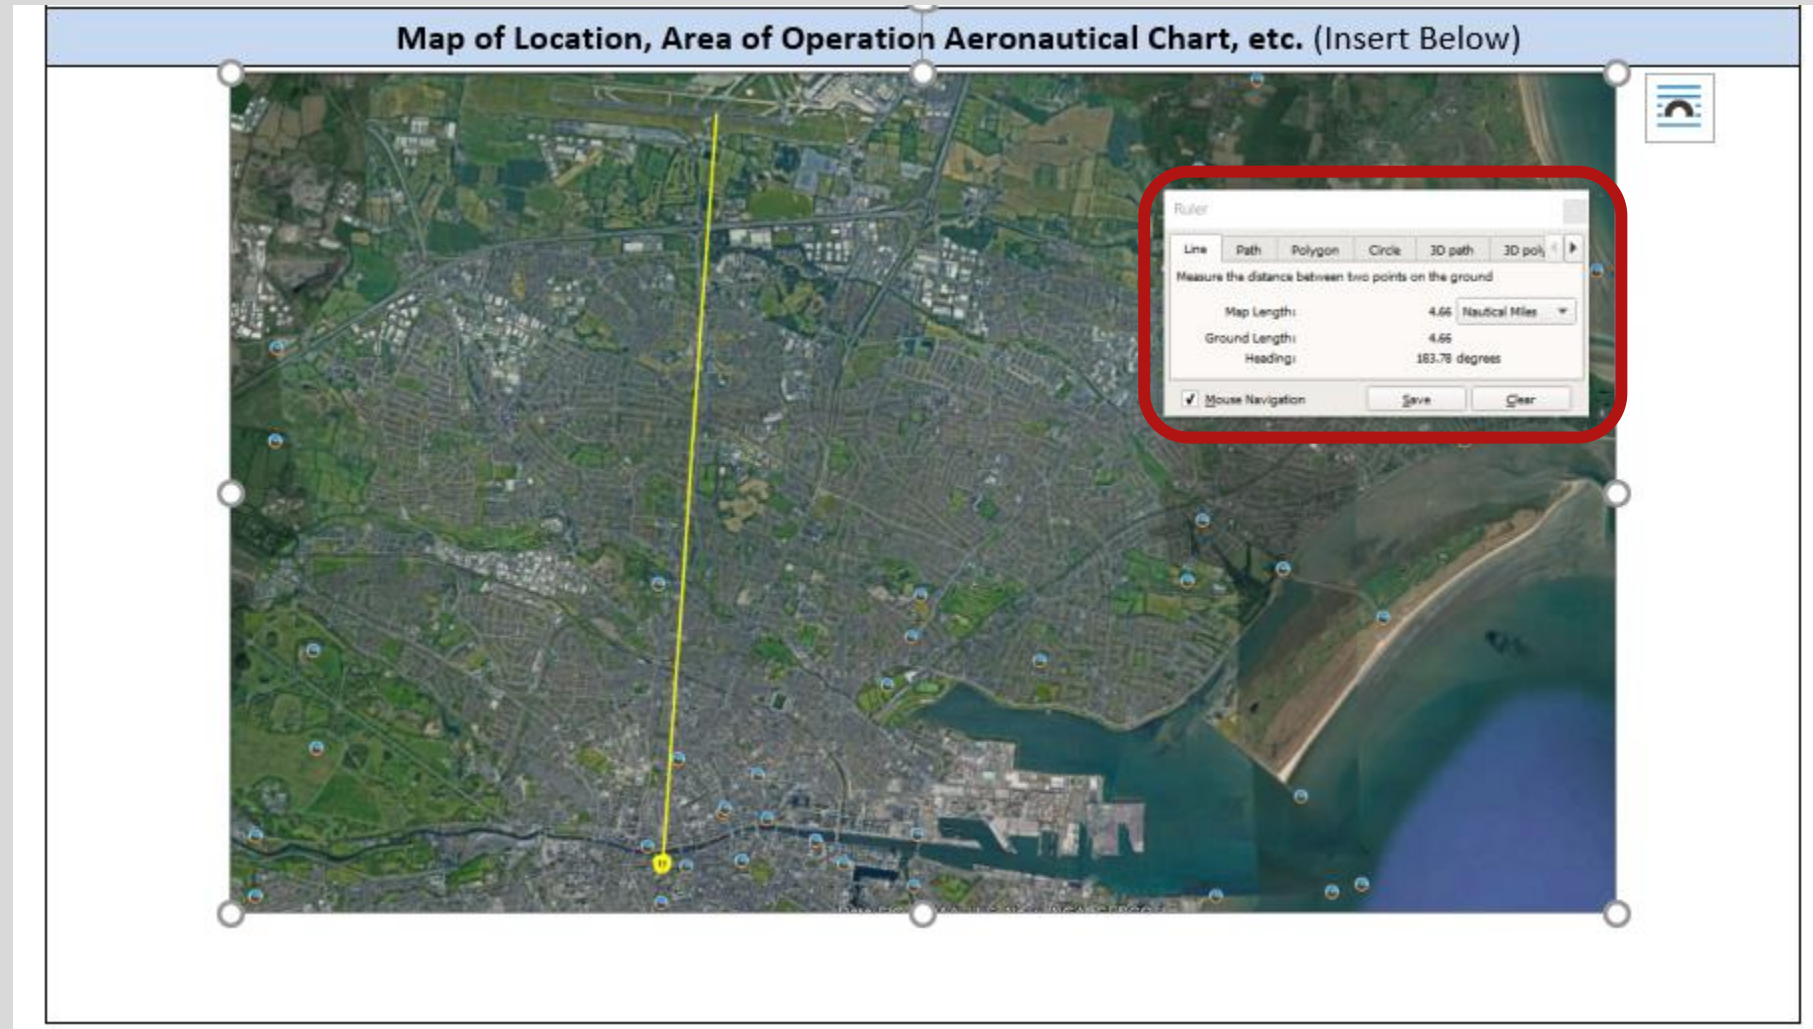 Map of Location, Area of Operation Aeronautical Chart, etc. (Insert Below)
Ruler
Line Path Polygon Circle 3D path 3D poly
Measure the distance between two points on the ground
Map Length: 4.66 Nautical Miles
Ground Length: 4.66
Heading: 183.78 degrees
Mouse Navigation Save Clear